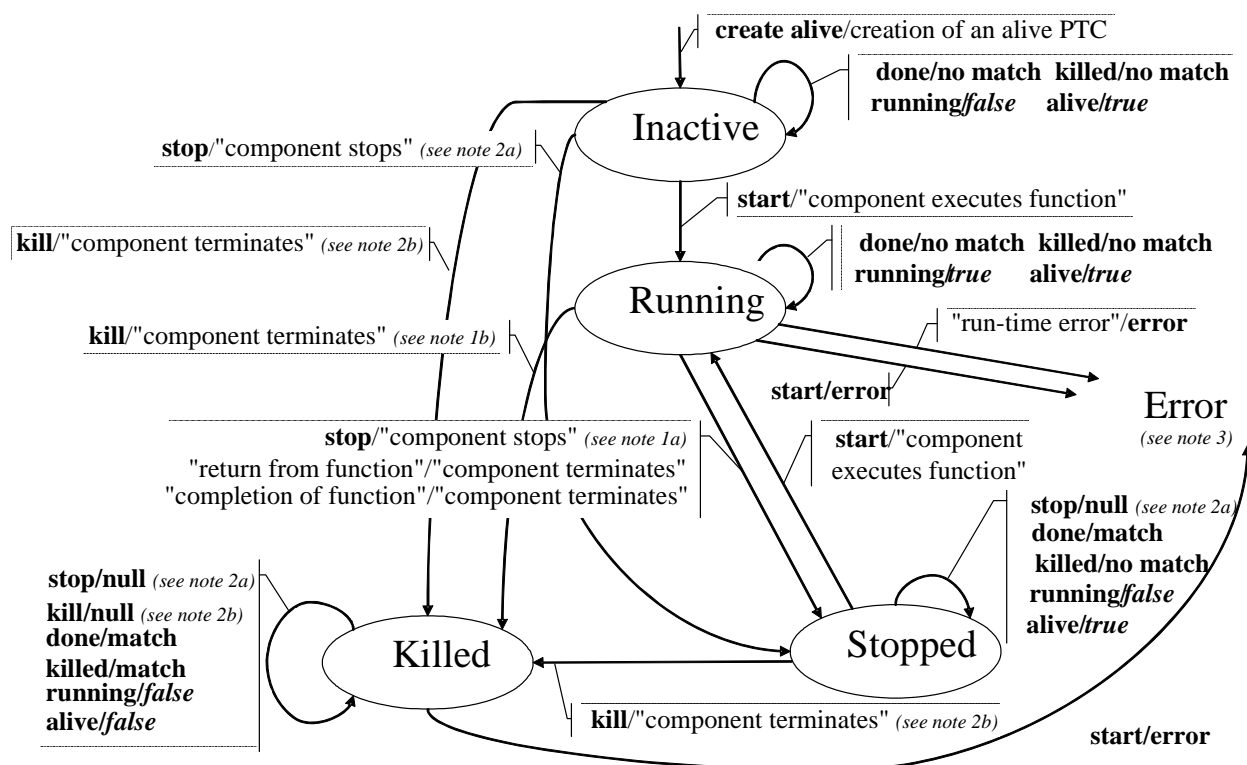 create alive/creation of an alive PTC
done/no match killed/no match
running/false alive/true
Inactive
stop/"component stops" (see note 2a)
start/"component executes function"
kill/"component terminates" (see note 2b)
done/no match killed/no match
running/true alive/true
Running
"run-time error"/error
kill/"component terminates" (see note 1b)
start/error
Error
(see note 3)
stop/"component stops" (see note 1a)
"return from function"/"component terminates"
"completion of function"/"component terminates"
start/"component
executes function"
stop/null (see note 2a)
done/match
killed/no match
running/false
alive/true
stop/null (see note 2a)
kill/null (see note 2b)
done/match
killed/match
running/false
alive/false
Killed
Stopped
kill/"component terminates" (see note 2b)
start/error